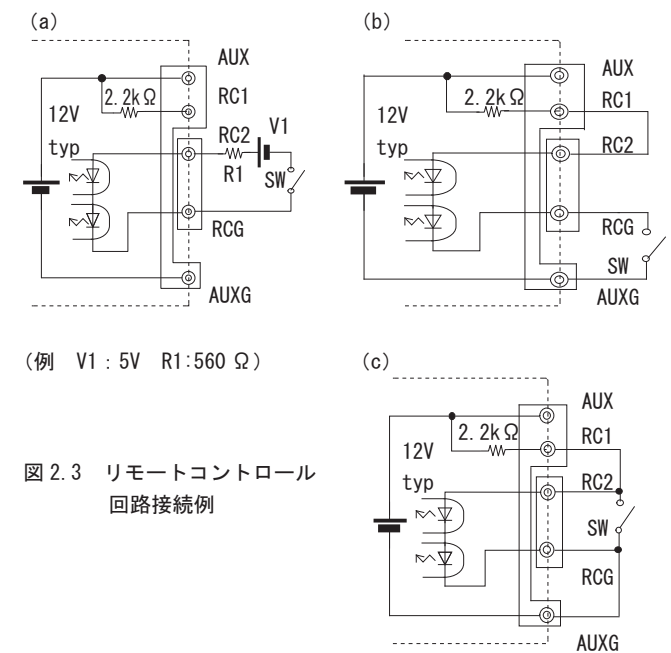 (a)
AUX
2.2kΩ
RC1
12V
V1
RC2
typ
R1
SW
RCG
AUXG
(b)
AUX
2.2kΩ
RC1
12V
RC2
typ
RCG
SW
AUXG
(例 V1:5V R1:560 Ω)
図 2.3 リモートコントロール
回路接続例
(c)
AUX
2.2kΩ
RC1
12V
RC2
typ
SW
RCG
AUXG